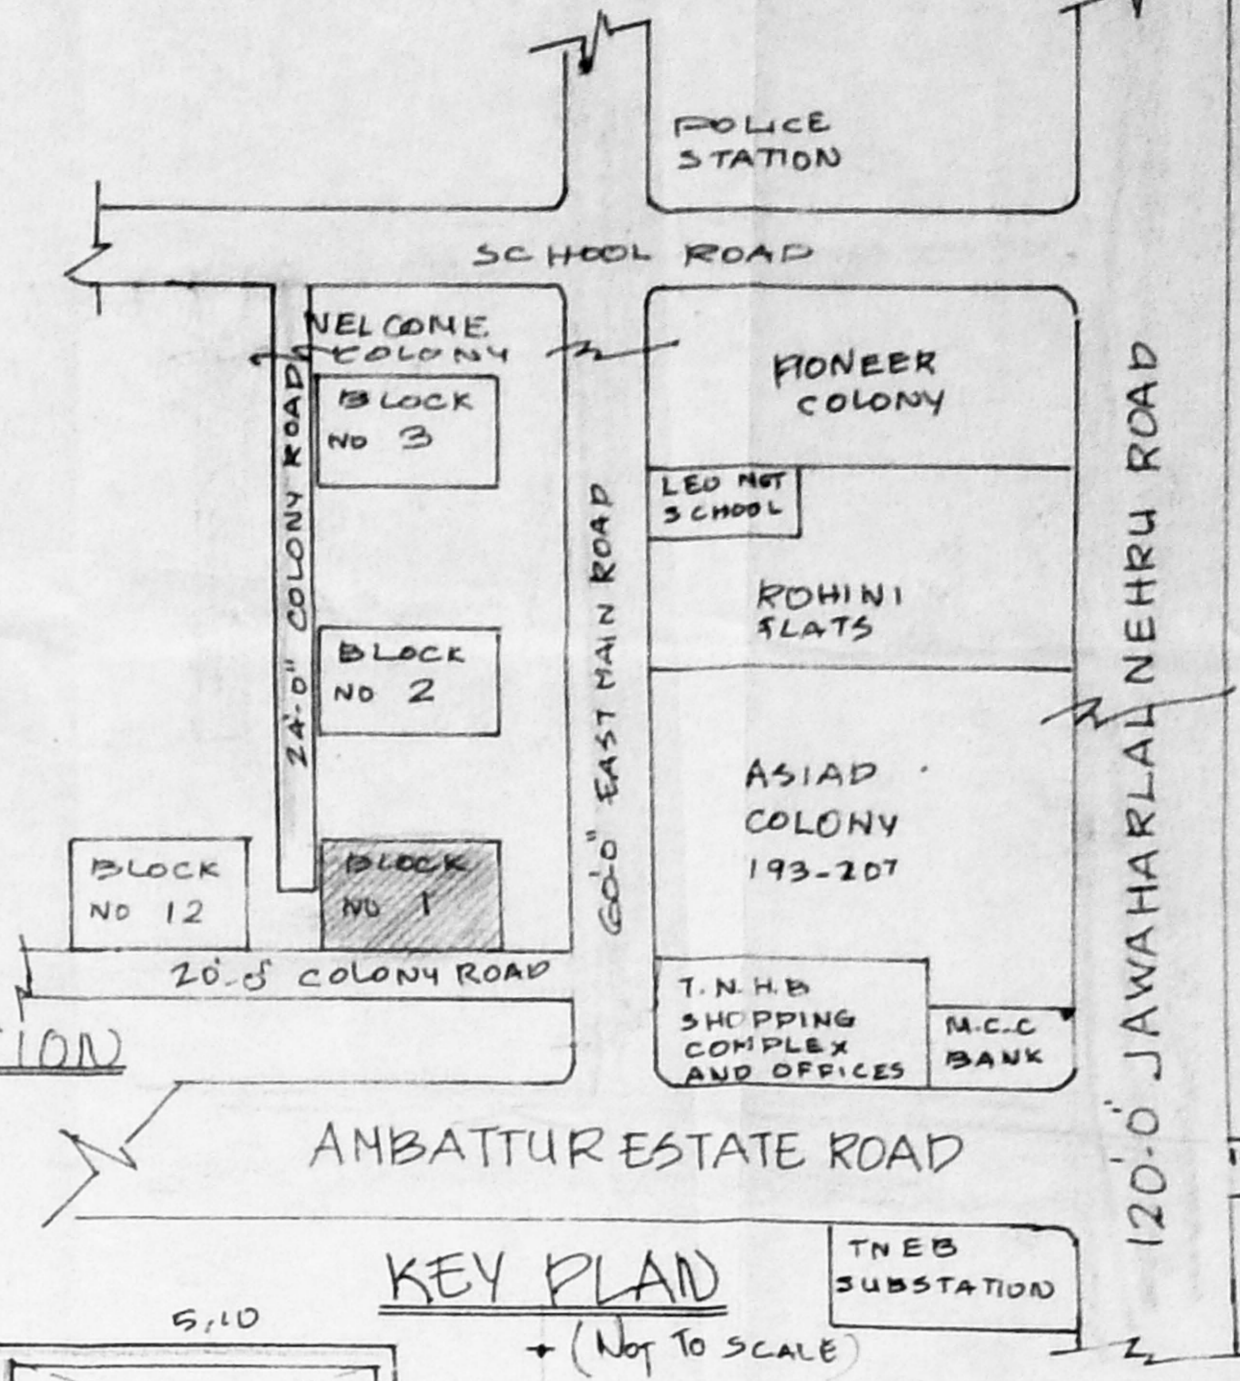 POLICE
STATION
SCHOOL ROAD
WELCOME
COLONY
BLOCK
NO 3
24'-0" COLONY ROAD
BLOCK
NO 2
BLOCK
NO 1
BLOCK
NO 12
20'-0" COLONY ROAD
60'-0" EAST MAIN ROAD
PIONEER
COLONY
SCHOOL
ROHINI
FLATS
ASIAD
COLONY
193-207
T.N.H.B
SHOPPING
COMPLEX
AND OFFICES
M.C.C
BANK
120'-0" JAWAHARLAL NEHRU ROAD
TION
AMBATTUR ESTATE ROAD
TNEB
SUBSTATION
KEY PLAN
(NOT TO SCALE)
5,10